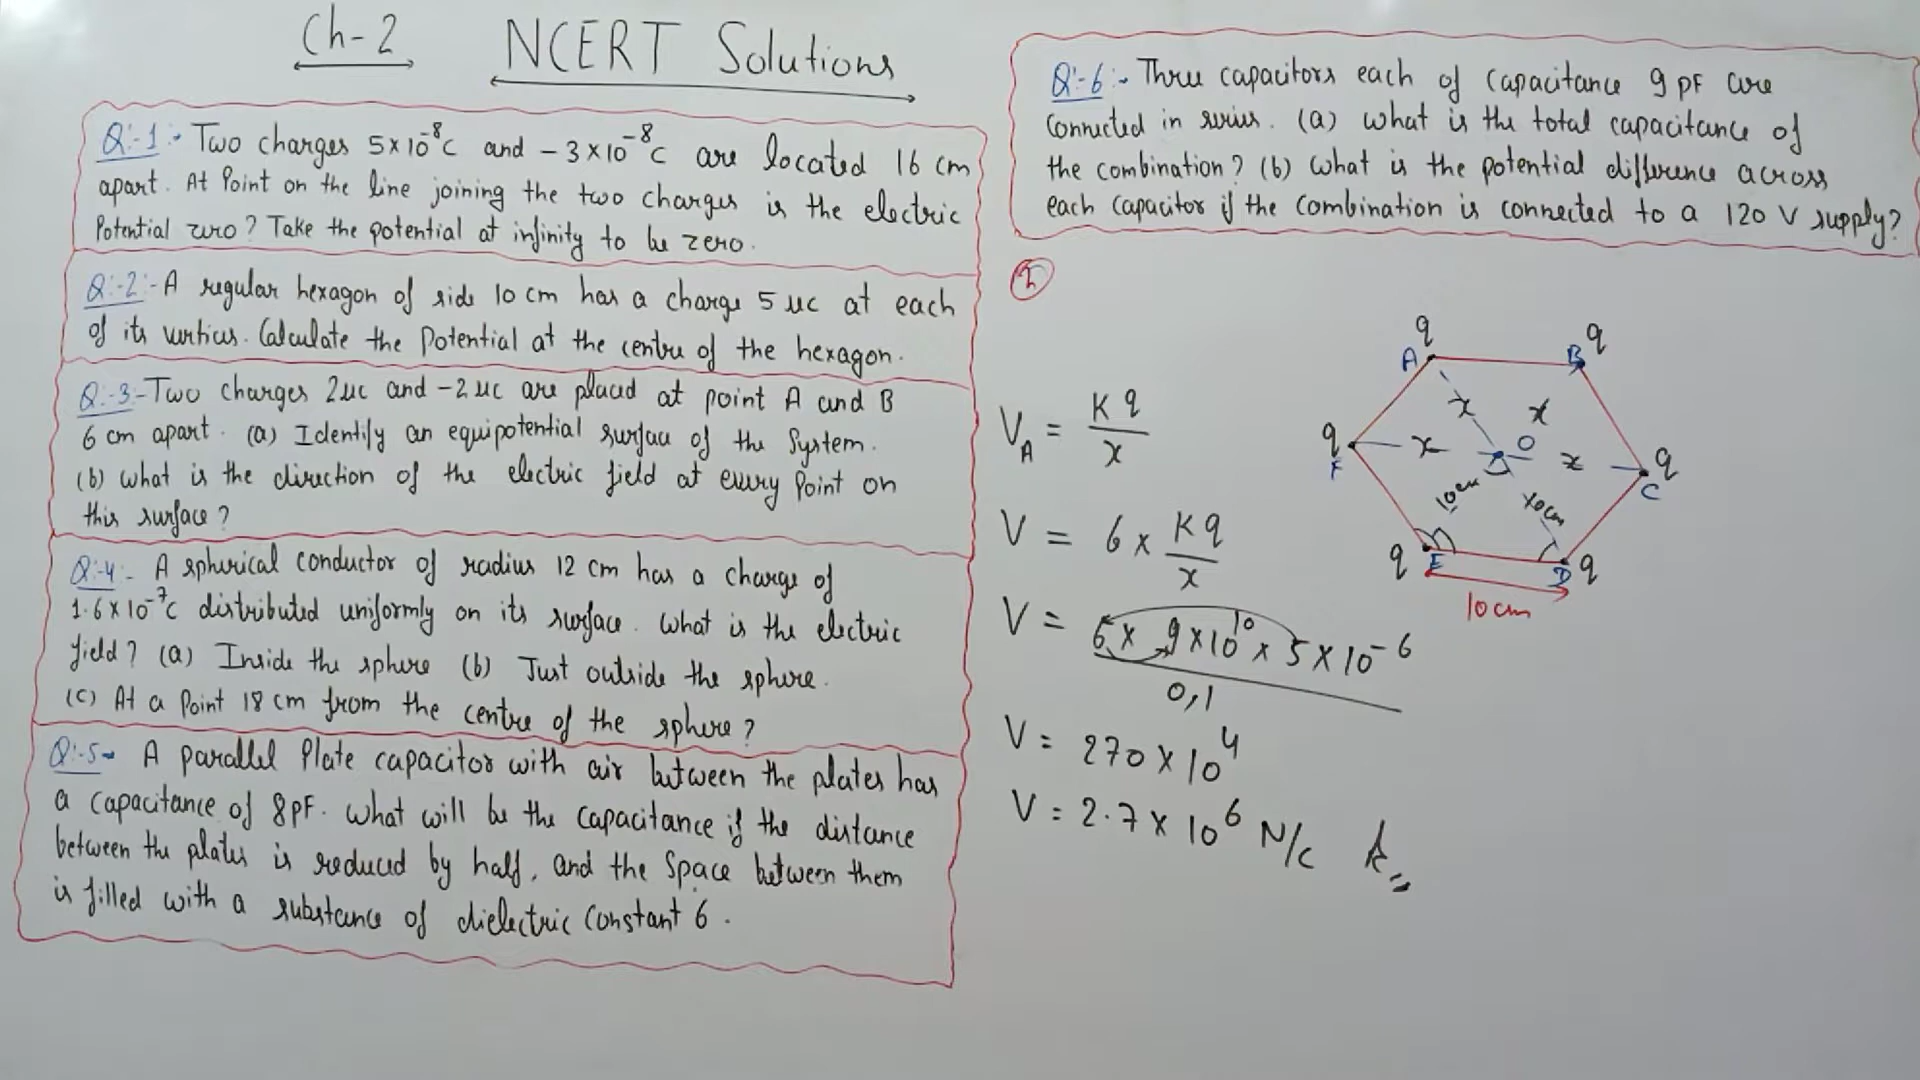 Ch-2 NCERT Solutions
Q:-1:- Two charges 5×10⁻⁸C and -3×10⁻⁸C are located 16 cm
apart. At Point on the line joining the two charges is the electric
Potential zero? Take the potential at infinity to be zero.
Q:-2:- A regular hexagon of side 10 cm has a charge 5 uc at each
of its vertices. Calculate the Potential at the centre of the hexagon.
Q:-3- Two charges 2uc and -2uc are placed at point A and B
6 cm apart. (a) Identify an equipotential surface of the System.
(b) what is the direction of the electric field at every Point on
this surface?
Q:-4- A spherical conductor of radius 12 cm has a charge of
1.6×10⁻⁷C distributed uniformly on its surface. What is the electric
field? (a) Inside the sphere (b) Just outside the sphere.
(c) At a Point 18 cm from the centre of the sphere?
Q:-5- A parallel Plate capacitor with air between the plates has
a capacitance of 8pF. What will be the capacitance if the distance
between the plates is reduced by half, and the Space between them
is filled with a substance of dielectric Constant 6.
Q:-6:- Three capacitors each of capacitance 9 pF are
Connected in series. (a) what is the total capacitance of
the combination? (b) What is the potential difference across
each capacitor if the combination is connected to a 120 V supply?
q q
A B
x x
q x O x q
F C
10cm 10cm
q E D q
10cm
V_A = Kq/x
V = 6 × Kq/x
V = 6 × 9×10¹⁰ × 5×10⁻⁶
0,1
V = 270×10⁴
V = 2.7×10⁶ N/c